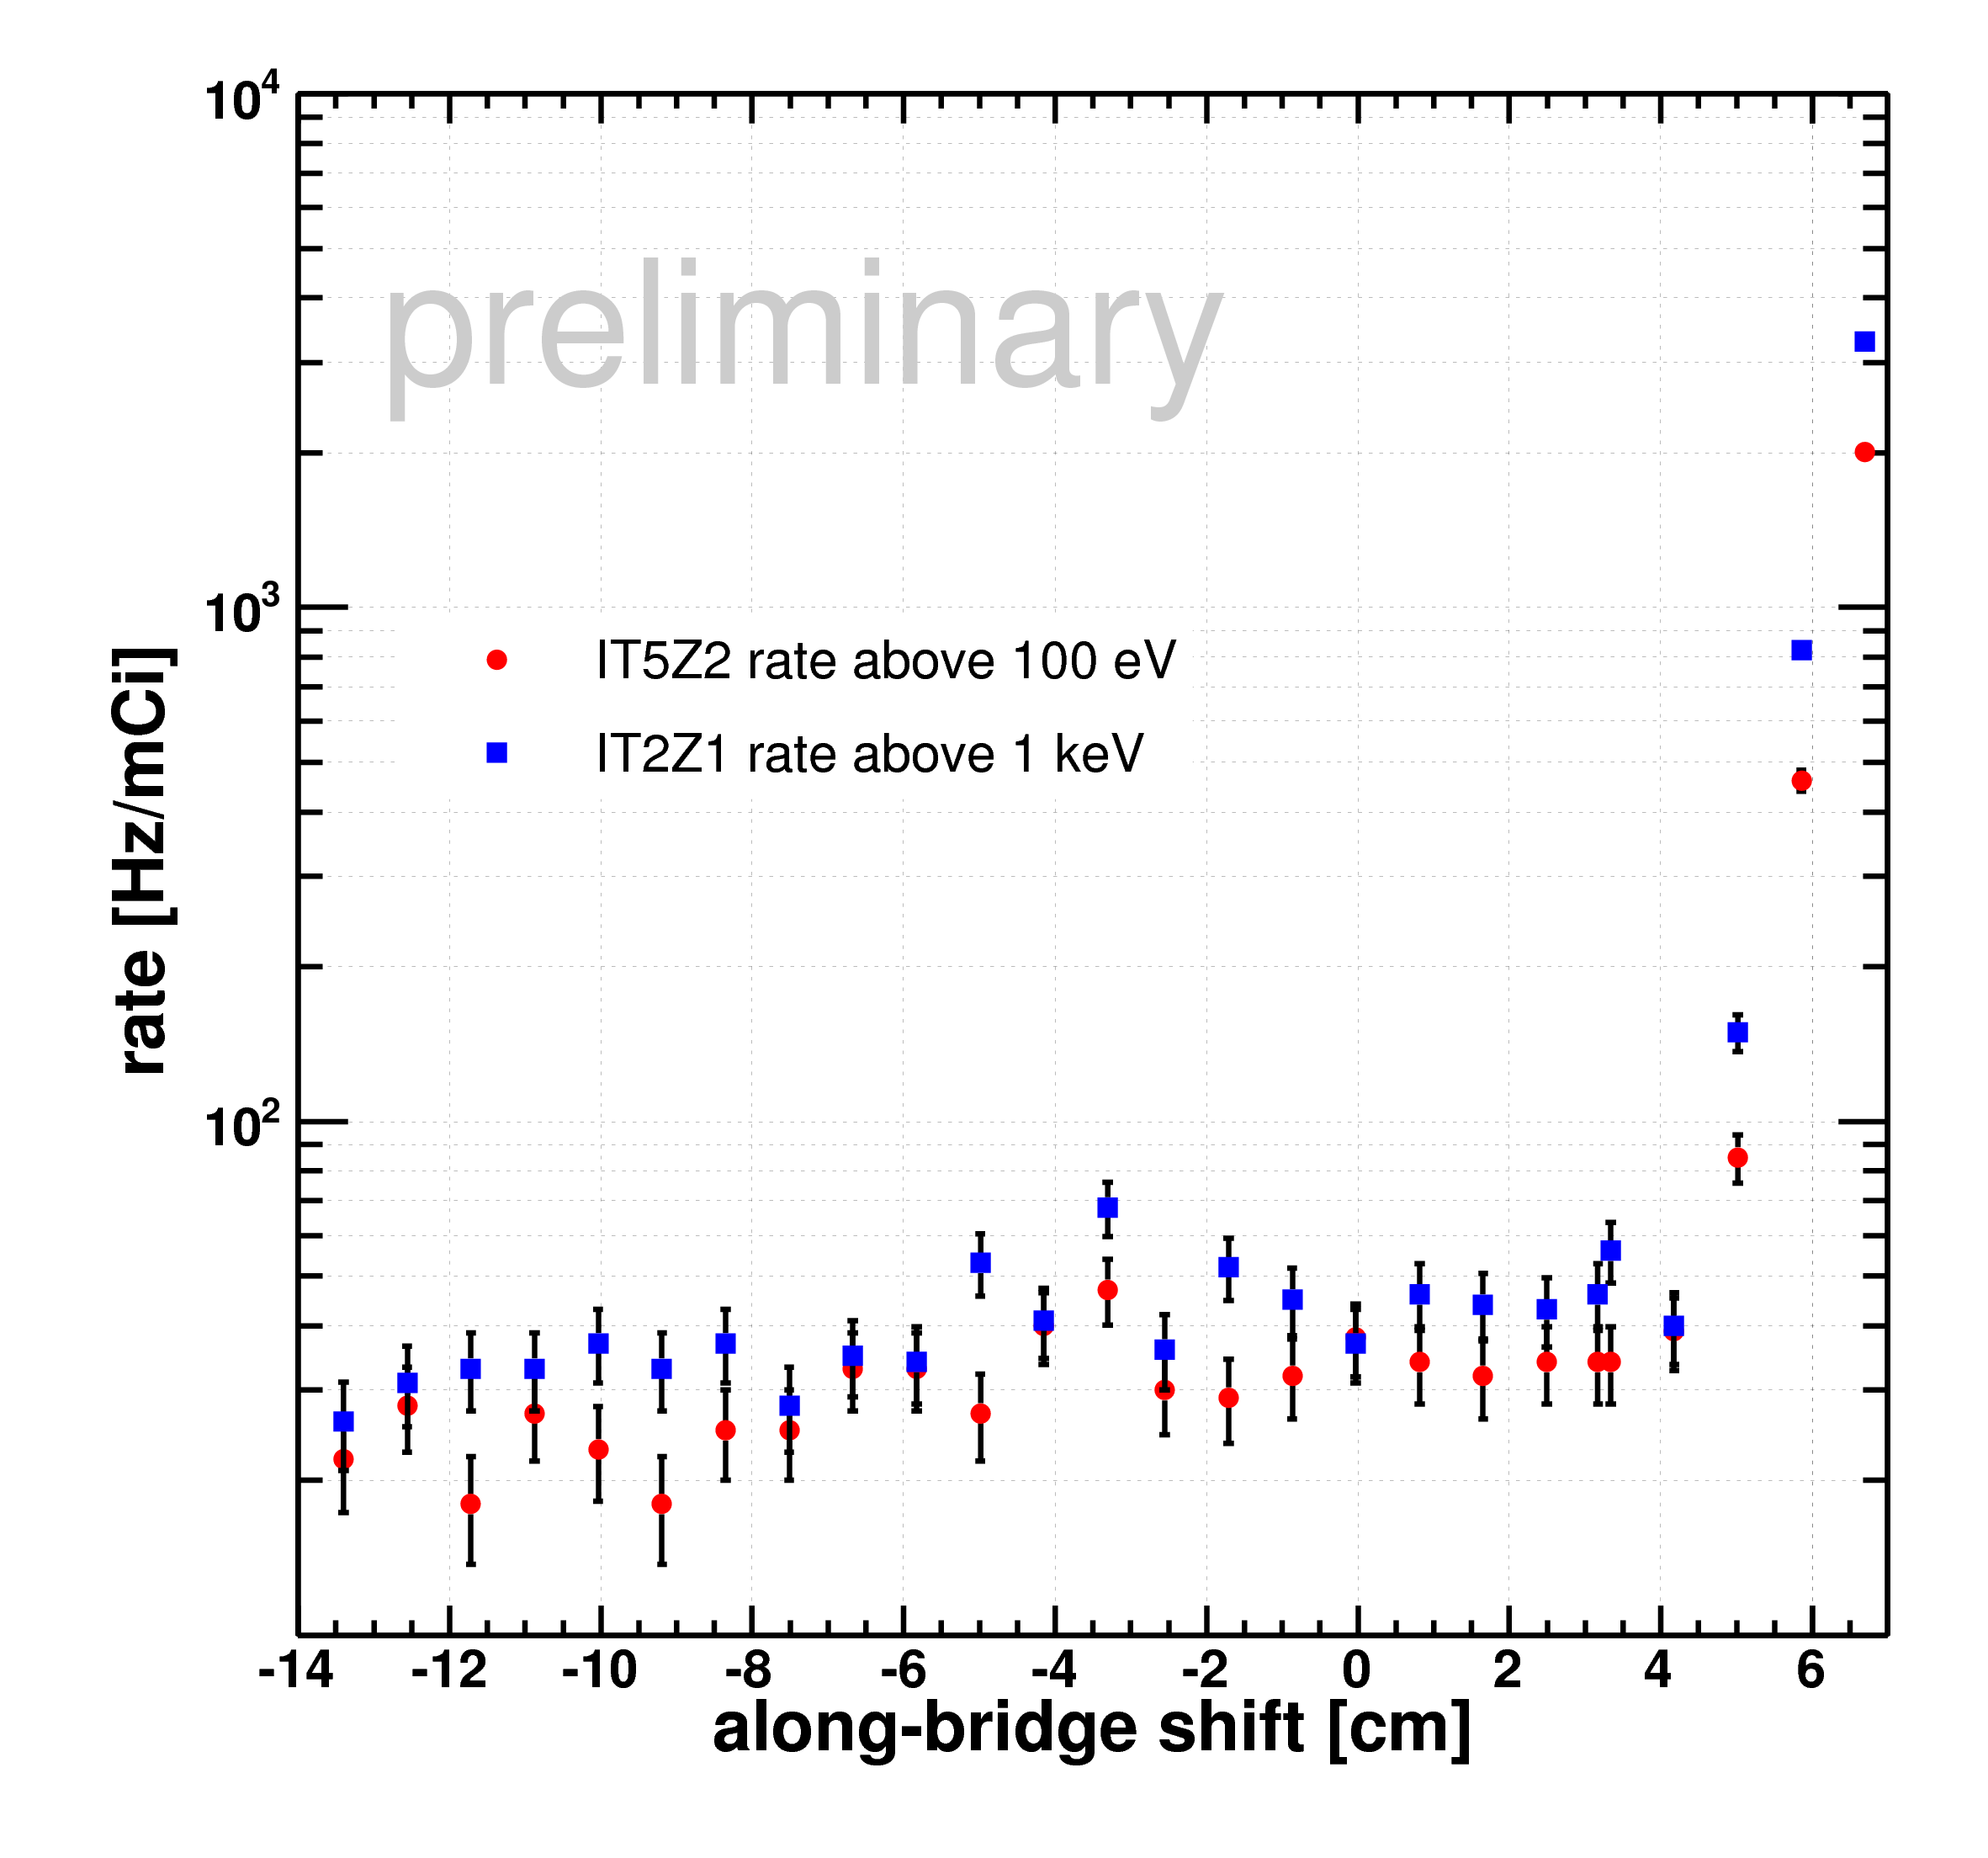 10⁴
preliminary
10³
IT5Z2 rate above 100 eV
IT2Z1 rate above 1 keV
rate [Hz/mCi]
10²
-14 -12 -10 -8 -6 -4 -2 0 2 4 6
along-bridge shift [cm]